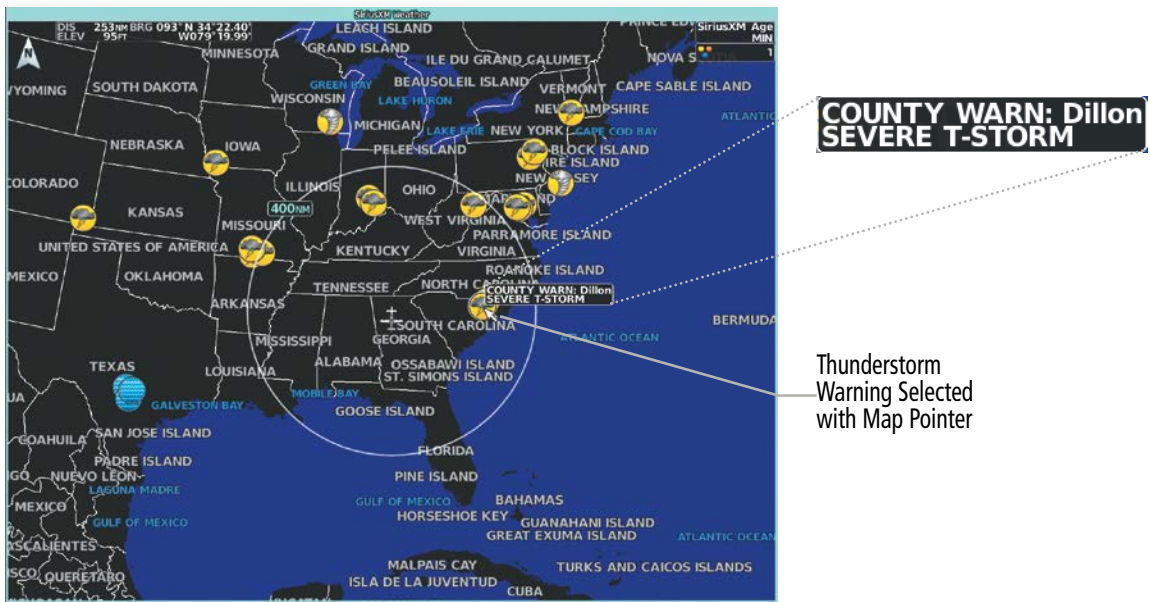 SiriusXM Weather
DIS 253NM BRG 093° N 34°22.40'
ELEV 95FT W079°19.99'
SiriusXM Age
MIN
1
N
LEACH ISLAND
MINNESOTA
GRAND ISLAND
ILE DU GRAND CALUMET
NOVA S
SOUTH DAKOTA
GREEN BAY
BEAUSOLEIL ISLAND
VERMONT
CAPE SABLE ISLAND
WISCONSIN
LAKE HURON
ATLANTIC
MICHIGAN
LAKE ERIE
NEW YORK
CAPE COD BAY
NEBRASKA
IOWA
PELEE ISLAND
BLOCK ISLAND
COLORADO
ILLINOIS
OHIO
400NM
KANSAS
MISSOURI
WEST VIRGINIA
PARRAMORE ISLAND
UNITED STATES OF AMERICA
KENTUCKY
VIRGINIA
MEXICO
OKLAHOMA
TENNESSEE
ROANOKE ISLAND
NORTH CAROLINA
COUNTY WARN: Dillon
SEVERE T-STORM
ARKANSAS
BERMUDA
SOUTH CAROLINA
MISSISSIPPI
GEORGIA
ATLANTIC OCEAN
TEXAS
LOUISIANA
ALABAMA
OSSABAWI ISLAND
ST. SIMONS ISLAND
MOBILE BAY
GALVESTON BAY
GOOSE ISLAND
COAHUILA
SAN JOSE ISLAND
FLORIDA
PADRE ISLAND
NUEVO LEON
PINE ISLAND
LAGUNA MADRE
MEXICO
GULF OF MEXICO
BAHAMAS
HORSESHOE KEY
GUANAHANI ISLAND
GULF OF MEXICO
GREAT EXUMA ISLAND
ATLANTIC OCEAN
MALPAIS CAY
TURKS AND CAICOS ISLANDS
QUERETARO
ISLA DE LA JUVENTUD
CUBA
COUNTY WARN: Dillon
SEVERE T-STORM
Thunderstorm
Warning Selected
with Map Pointer